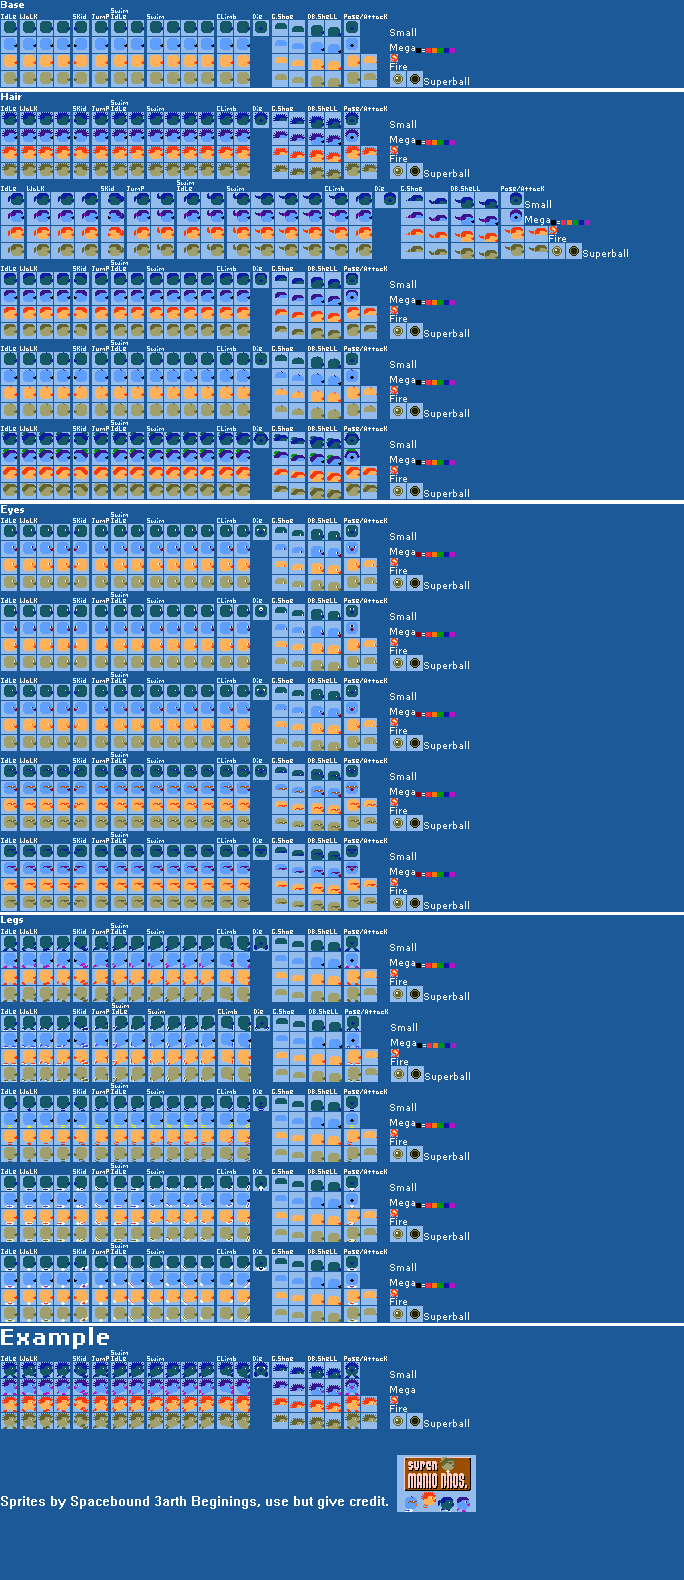 Base
Swim
Idle Walk Skid Jump Idle Swim Climb Die G.Shoe DB.Shell Pose/Attack
Small
Mega =
Fire
Superball
Hair
Swim
Idle Walk Skid Jump Idle Swim Climb Die G.Shoe DB.Shell Pose/Attack
Small
Mega =
Fire
Superball
Swim
Idle Walk Skid Jump Idle Swim Climb Die G.Shoe DB.Shell Pose/Attack
Small
Mega =
Fire
Superball
Swim
Idle Walk Skid Jump Idle Swim Climb Die G.Shoe DB.Shell Pose/Attack
Small
Mega =
Fire
Superball
Swim
Idle Walk Skid Jump Idle Swim Climb Die G.Shoe DB.Shell Pose/Attack
Small
Mega =
Fire
Superball
Swim
Idle Walk Skid Jump Idle Swim Climb Die G.Shoe DB.Shell Pose/Attack
Small
Mega =
Fire
Superball
Eyes
Swim
Idle Walk Skid Jump Idle Swim Climb Die G.Shoe DB.Shell Pose/Attack
Small
Mega =
Fire
Superball
Swim
Idle Walk Skid Jump Idle Swim Climb Die G.Shoe DB.Shell Pose/Attack
Small
Mega =
Fire
Superball
Swim
Idle Walk Skid Jump Idle Swim Climb Die G.Shoe DB.Shell Pose/Attack
Small
Mega =
Fire
Superball
Swim
Idle Walk Skid Jump Idle Swim Climb Die G.Shoe DB.Shell Pose/Attack
Small
Mega =
Fire
Superball
Swim
Idle Walk Skid Jump Idle Swim Climb Die G.Shoe DB.Shell Pose/Attack
Small
Mega =
Fire
Superball
Legs
Swim
Idle Walk Skid Jump Idle Swim Climb Die G.Shoe DB.Shell Pose/Attack
Small
Mega =
Fire
Superball
Swim
Idle Walk Skid Jump Idle Swim Climb Die G.Shoe DB.Shell Pose/Attack
Small
Mega =
Fire
Superball
Swim
Idle Walk Skid Jump Idle Swim Climb Die G.Shoe DB.Shell Pose/Attack
Small
Mega =
Fire
Superball
Swim
Idle Walk Skid Jump Idle Swim Climb Die G.Shoe DB.Shell Pose/Attack
Small
Mega =
Fire
Superball
Swim
Idle Walk Skid Jump Idle Swim Climb Die G.Shoe DB.Shell Pose/Attack
Small
Mega =
Fire
Superball
Example
Swim
Idle Walk Skid Jump Idle Swim Climb Die G.Shoe DB.Shell Pose/Attack
Small
Mega
Fire
Superball
SUPER
MARIO BROS.
Sprites by Spacebound 3arth Beginings, use but give credit.